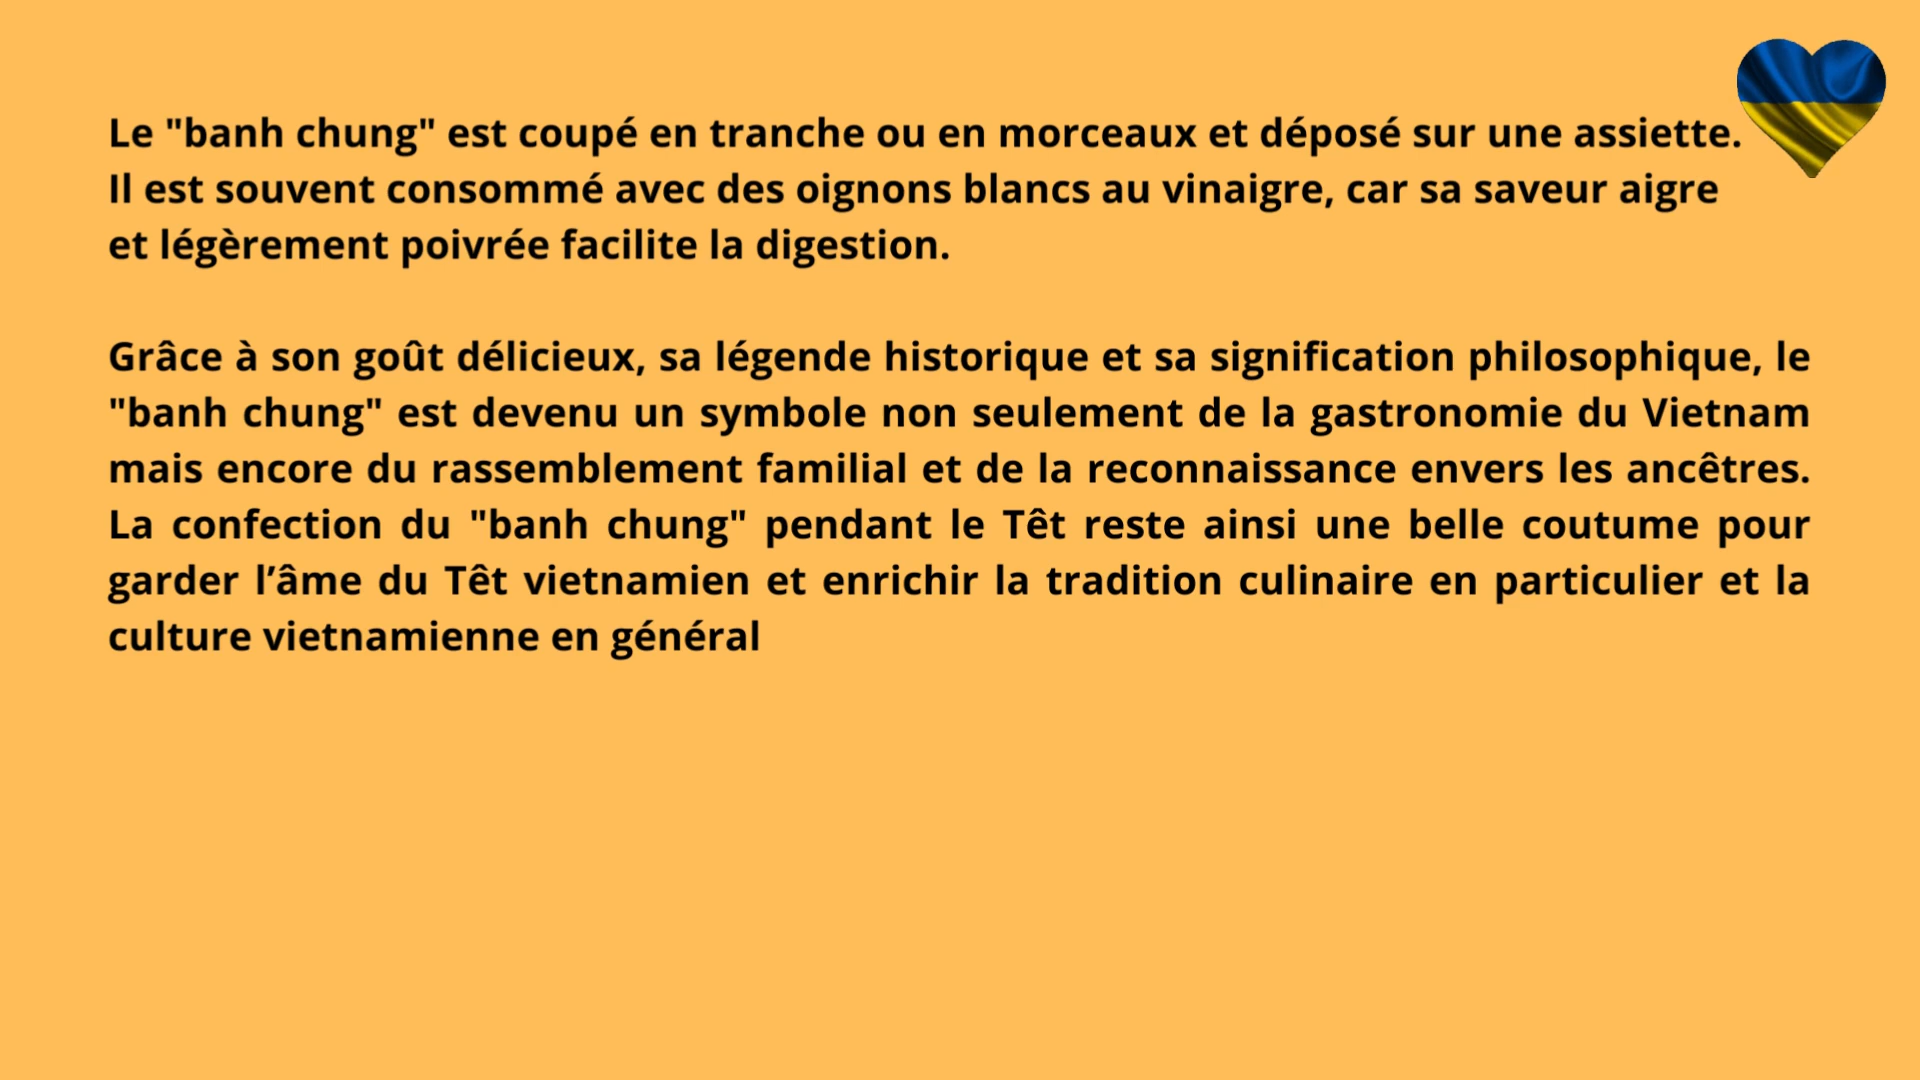 Le "banh chung" est coupé en tranche ou en morceaux et déposé sur une assiette.
Il est souvent consommé avec des oignons blancs au vinaigre, car sa saveur aigre
et légèrement poivrée facilite la digestion.
Grâce à son goût délicieux, sa légende historique et sa signification philosophique, le
"banh chung" est devenu un symbole non seulement de la gastronomie du Vietnam
mais encore du rassemblement familial et de la reconnaissance envers les ancêtres.
La confection du "banh chung" pendant le Têt reste ainsi une belle coutume pour
garder l’âme du Têt vietnamien et enrichir la tradition culinaire en particulier et la
culture vietnamienne en général